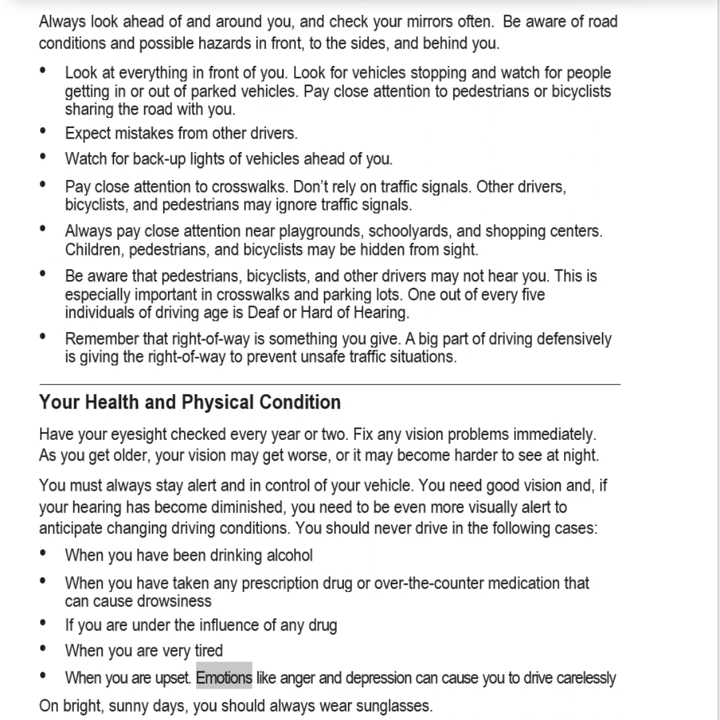 Always look ahead of and around you, and check your mirrors often.  Be aware of road
conditions and possible hazards in front, to the sides, and behind you.
• Look at everything in front of you. Look for vehicles stopping and watch for people
getting in or out of parked vehicles. Pay close attention to pedestrians or bicyclists
sharing the road with you.
• Expect mistakes from other drivers.
• Watch for back-up lights of vehicles ahead of you.
• Pay close attention to crosswalks. Don’t rely on traffic signals. Other drivers,
bicyclists, and pedestrians may ignore traffic signals.
• Always pay close attention near playgrounds, schoolyards, and shopping centers.
Children, pedestrians, and bicyclists may be hidden from sight.
• Be aware that pedestrians, bicyclists, and other drivers may not hear you. This is
especially important in crosswalks and parking lots. One out of every five
individuals of driving age is Deaf or Hard of Hearing.
• Remember that right-of-way is something you give. A big part of driving defensively
is giving the right-of-way to prevent unsafe traffic situations.
Your Health and Physical Condition
Have your eyesight checked every year or two. Fix any vision problems immediately.
As you get older, your vision may get worse, or it may become harder to see at night.
You must always stay alert and in control of your vehicle. You need good vision and, if
your hearing has become diminished, you need to be even more visually alert to
anticipate changing driving conditions. You should never drive in the following cases:
• When you have been drinking alcohol
• When you have taken any prescription drug or over-the-counter medication that
can cause drowsiness
• If you are under the influence of any drug
• When you are very tired
• When you are upset. Emotions like anger and depression can cause you to drive carelessly
On bright, sunny days, you should always wear sunglasses.